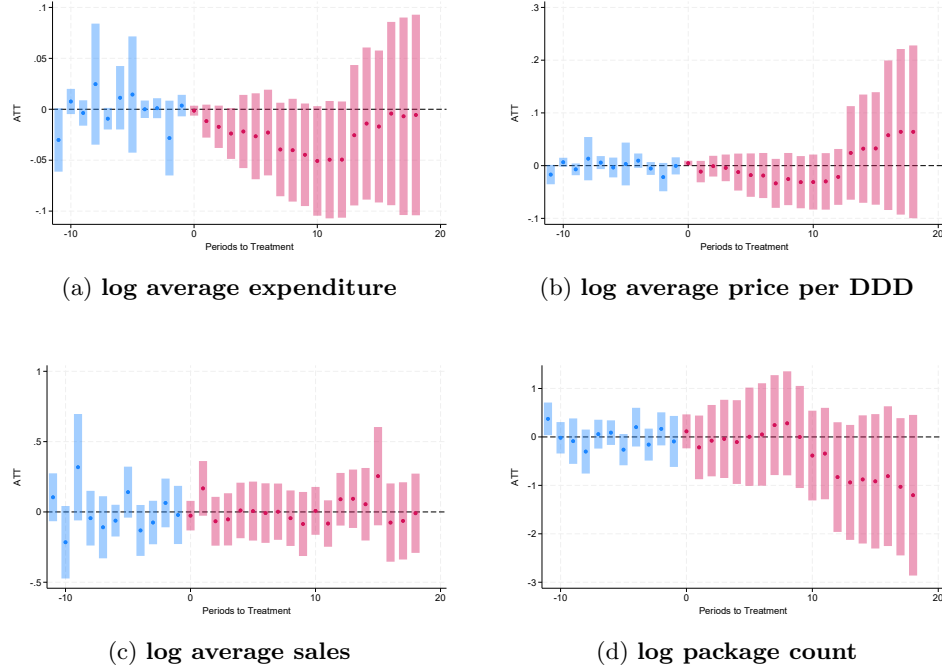 .1
.05
0
-.05
-.1
ATT
-10
0
10
20
Periods to Treatment
(a) log average expenditure
.3
.2
.1
0
-.1
ATT
-10
0
10
20
Periods to Treatment
(b) log average price per DDD
1
.5
0
-.5
ATT
-10
0
10
20
Periods to Treatment
(c) log average sales
1
0
-1
-2
-3
ATT
-10
0
10
20
Periods to Treatment
(d) log package count